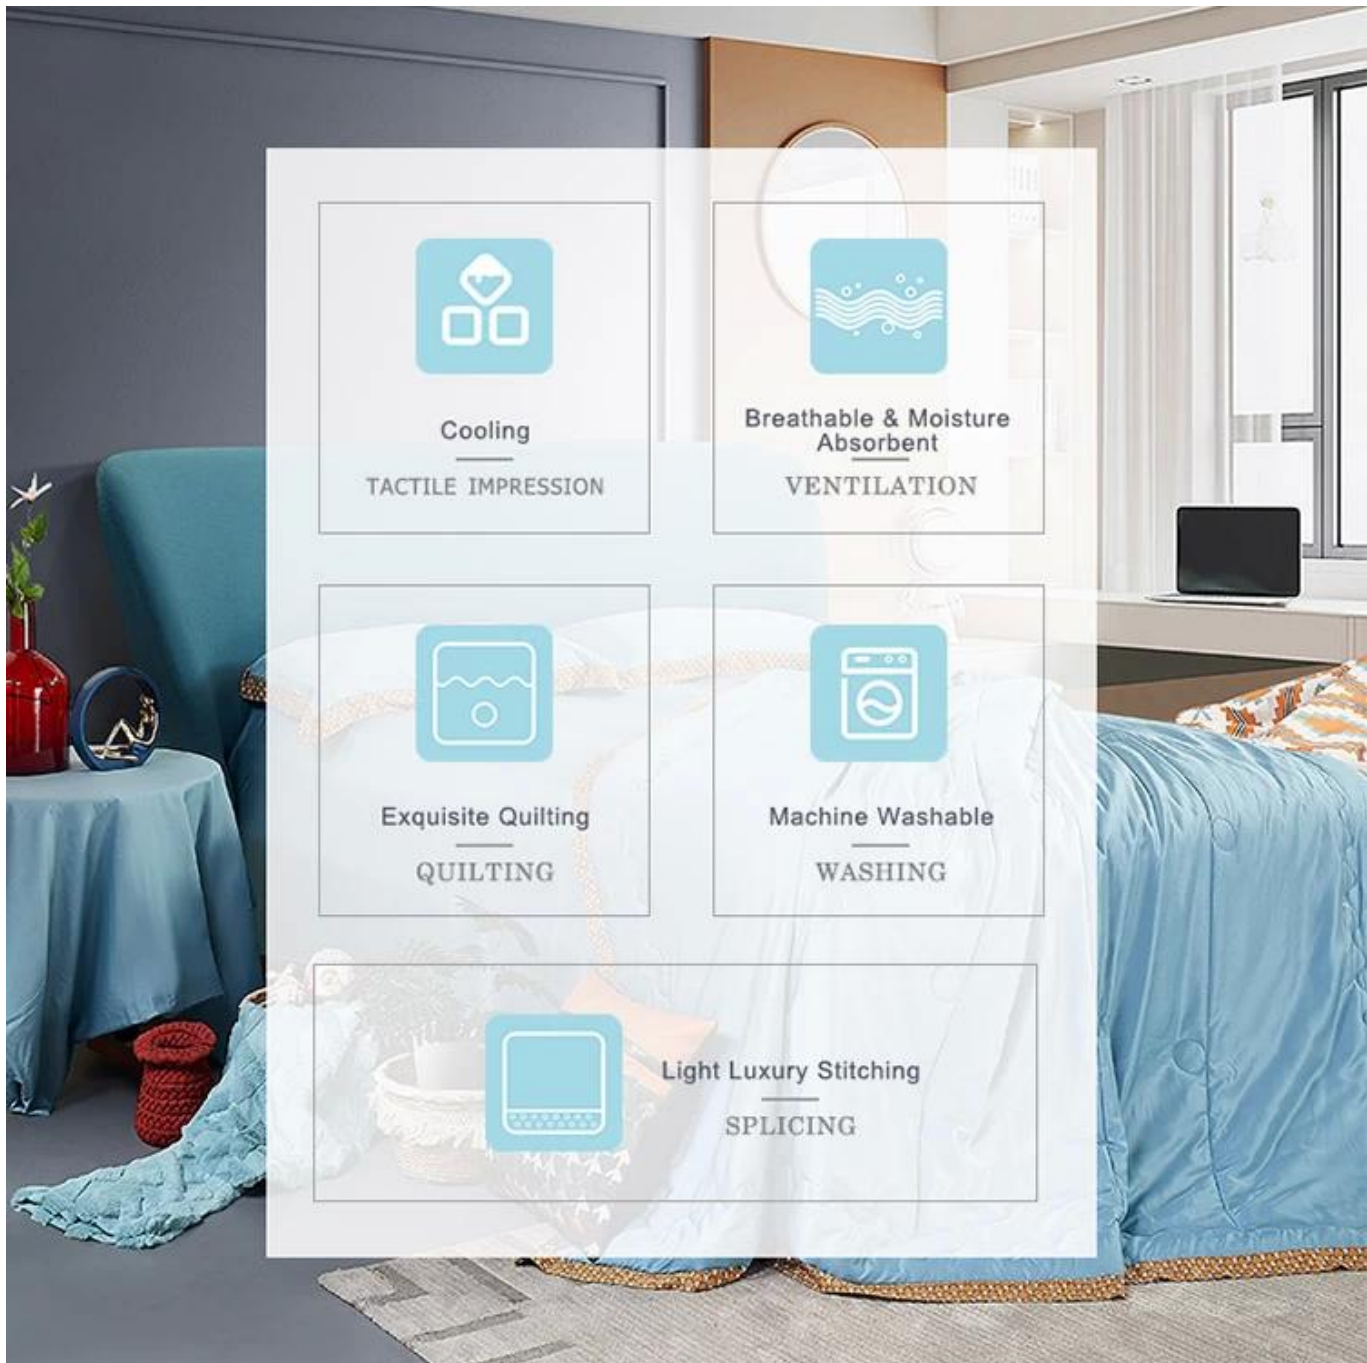 Cooling
TACTILE IMPRESSION
Breathable & Moisture
Absorbent
VENTILATION
Exquisite Quilting
QUILTING
Machine Washable
WASHING
Light Luxury Stitching
SPLICING